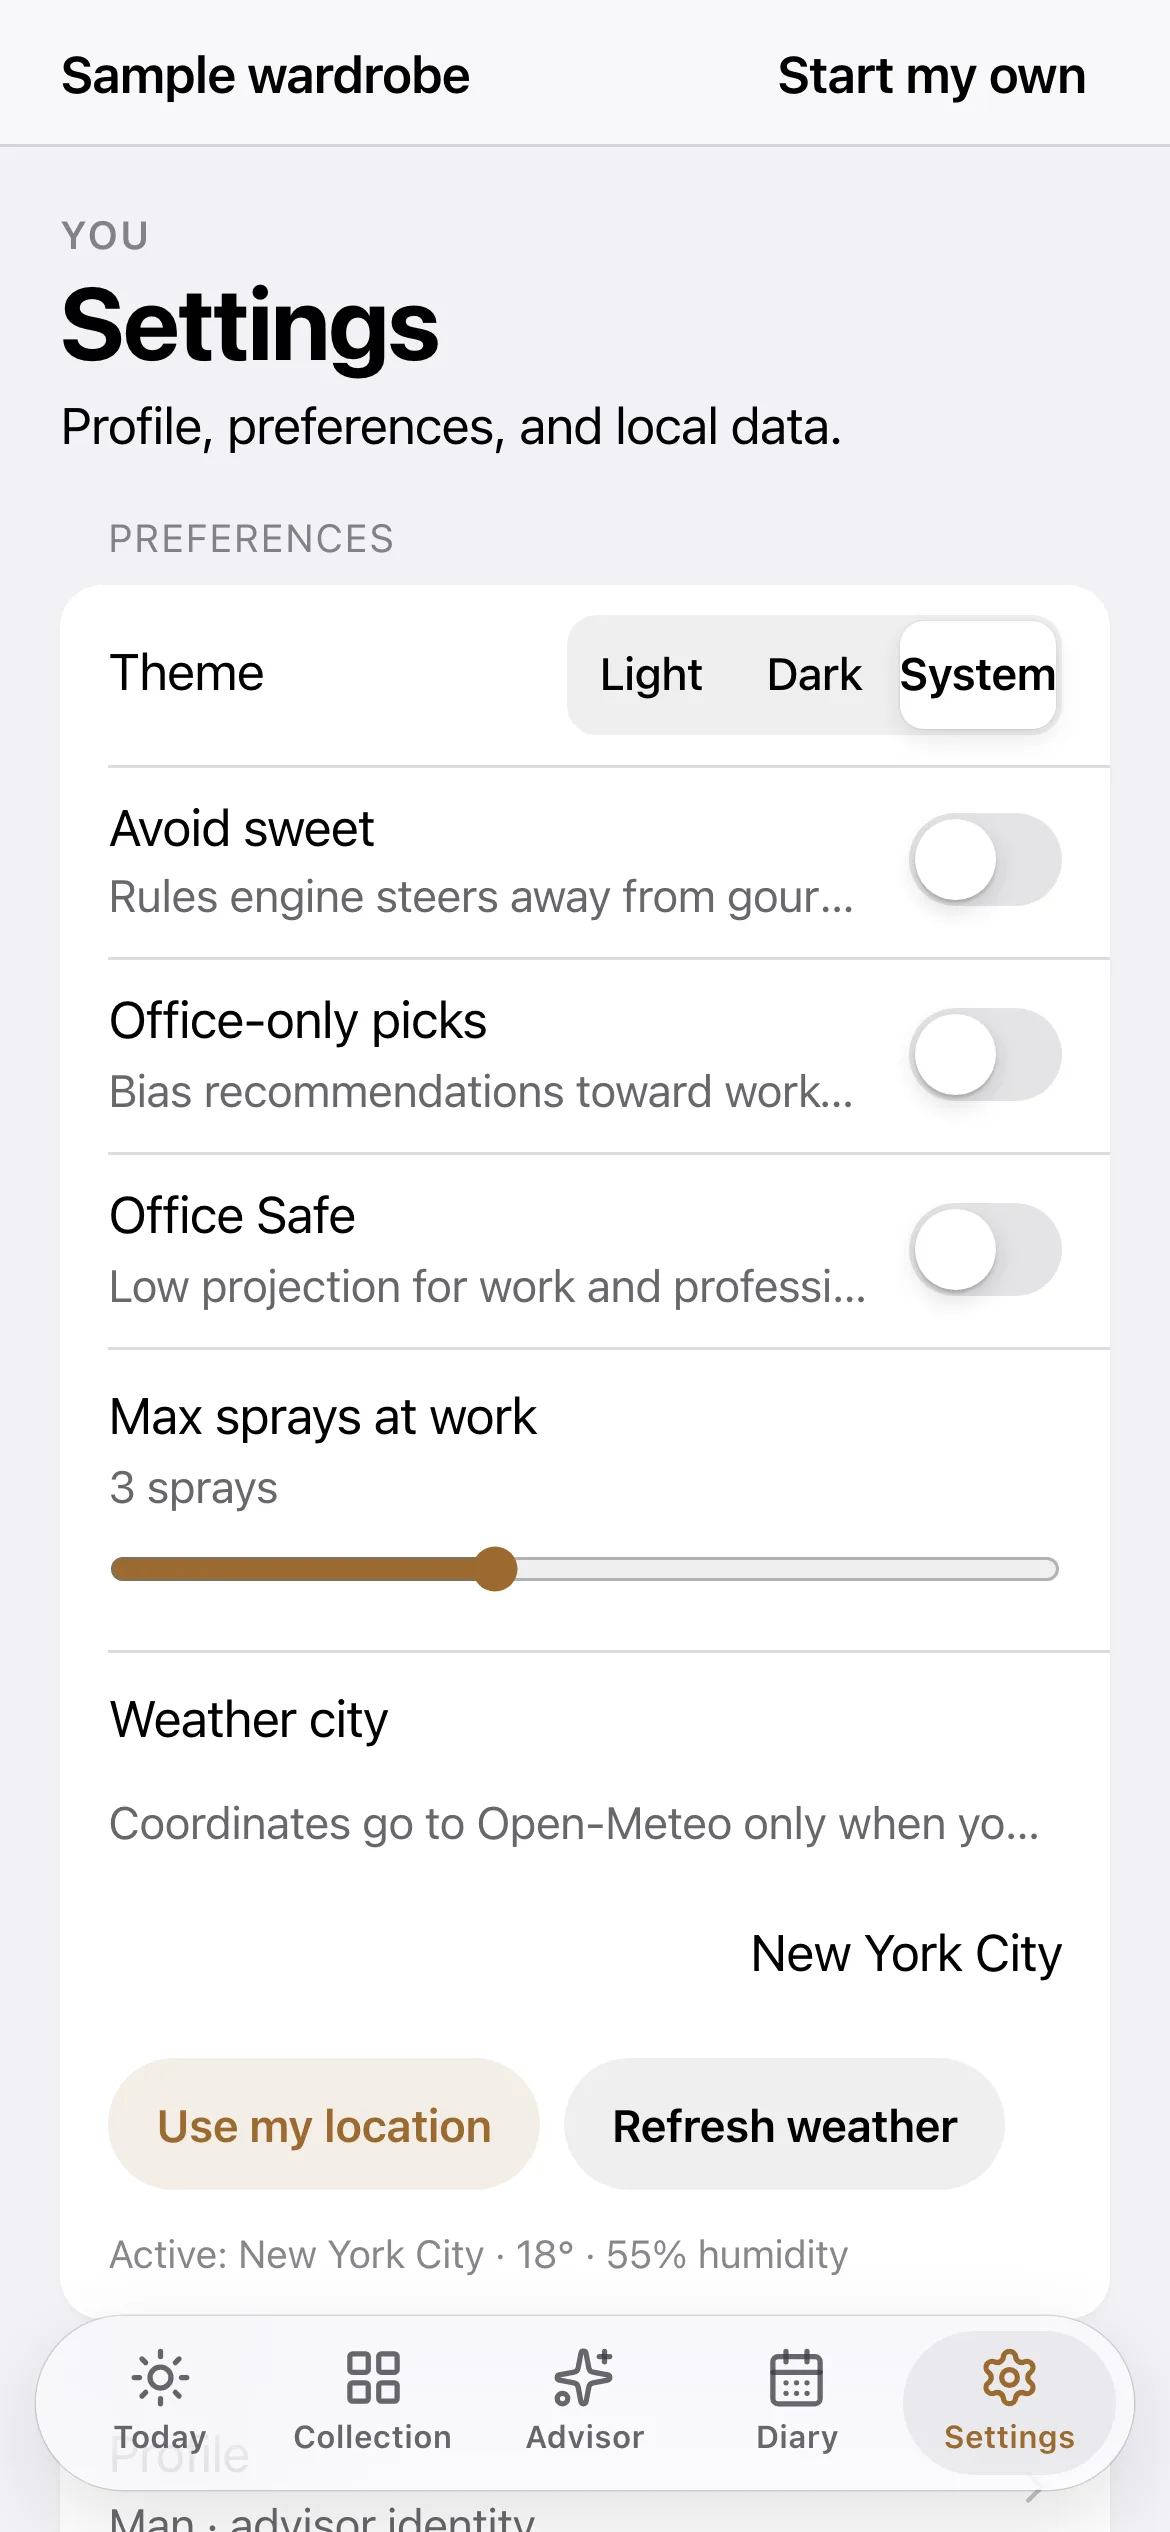 Sample wardrobe
Start my own
YOU
Settings
Profile, preferences, and local data.
PREFERENCES
Theme
Light
Dark
System
Avoid sweet
Rules engine steers away from gour...
Office-only picks
Bias recommendations toward work...
Office Safe
Low projection for work and professi...
Max sprays at work
3 sprays
Weather city
Coordinates go to Open-Meteo only when yo...
New York City
Use my location
Refresh weather
Active: New York City · 18° · 55% humidity
Today
Collection
Advisor
Diary
Settings
Profile
Man · advisor identity